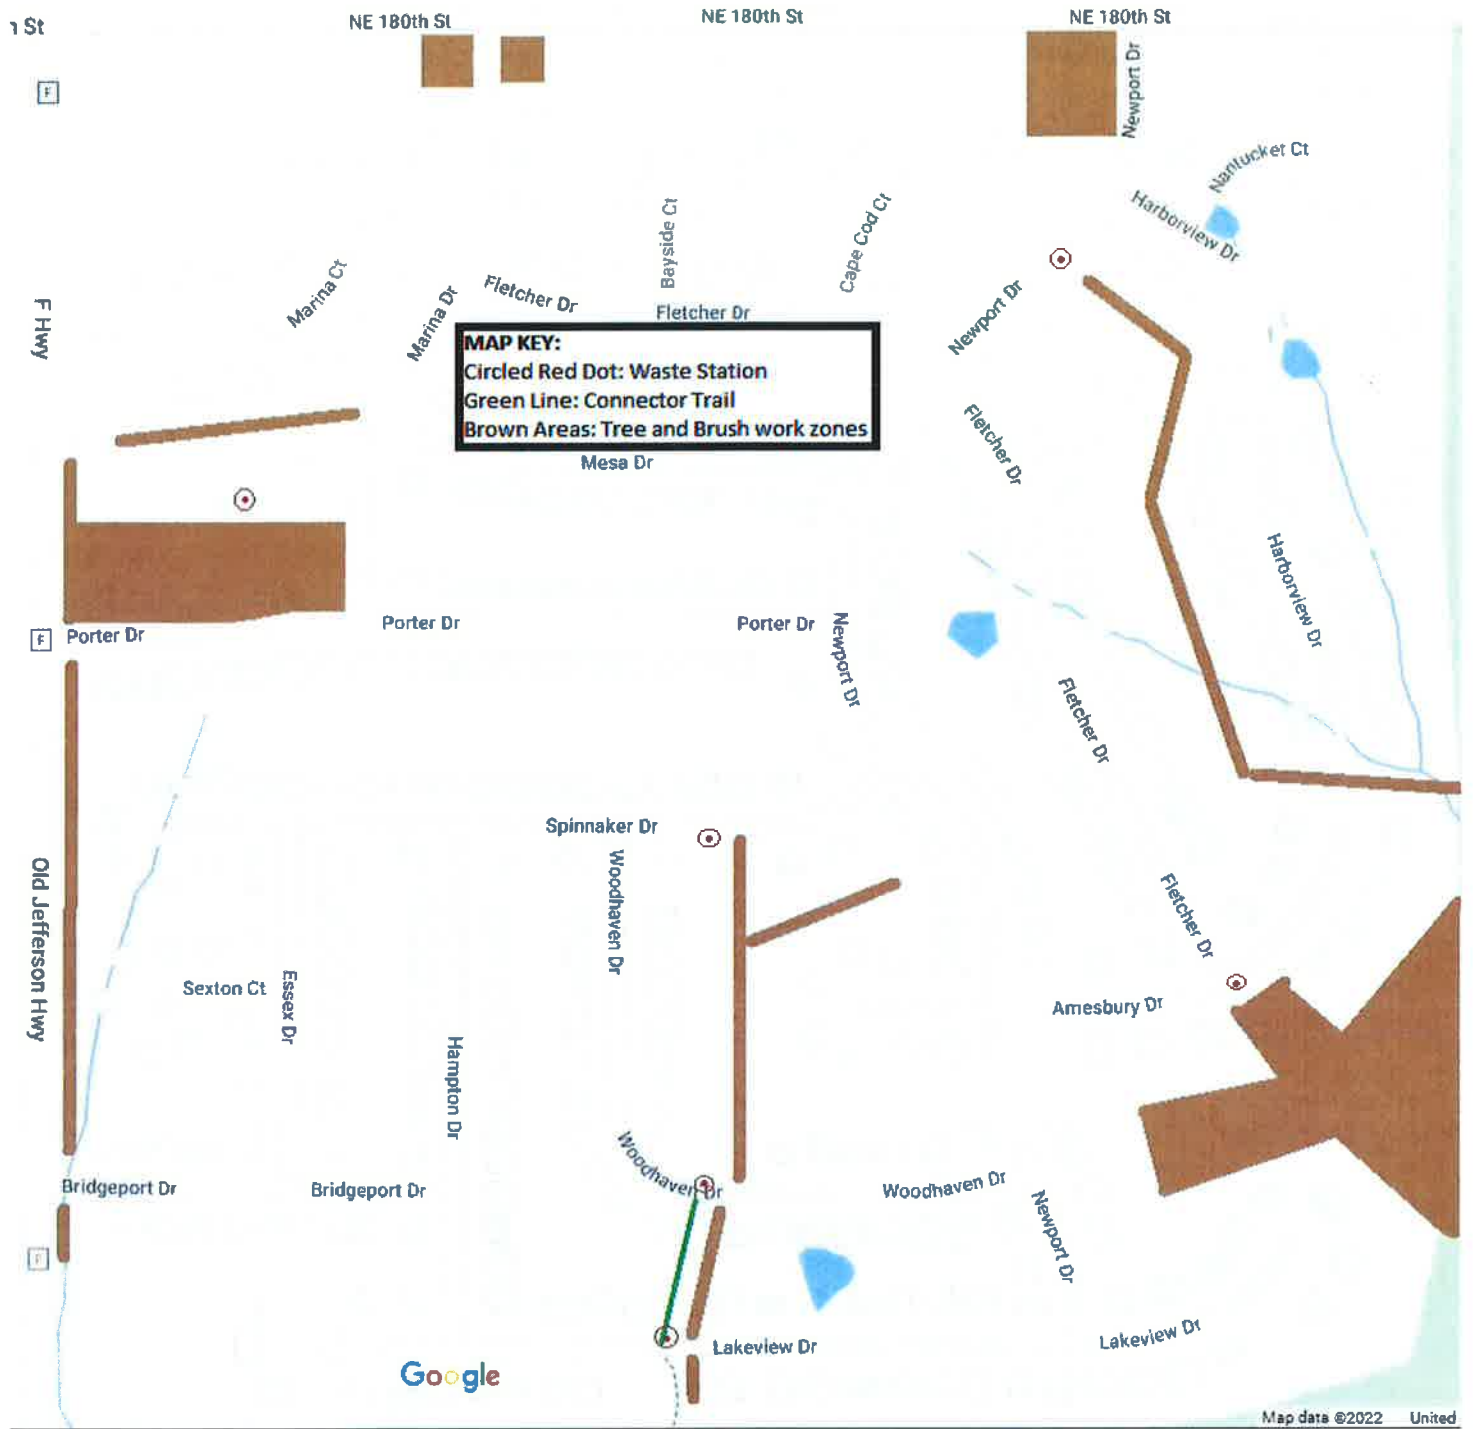 ı St
NE 180th St
NE 180th St
NE 180th St
F
Newport Dr
Nantucket Ct
Harborview Dr
Bayside Ct
Cape Cod Ct
Marina Ct
Marina Dr
Fletcher Dr
Fletcher Dr
Newport Dr
F Hwy
MAP KEY:
Circled Red Dot: Waste Station
Green Line: Connector Trail
Brown Areas: Tree and Brush work zones
Mesa Dr
Fletcher Dr
Harborview Dr
F
Porter Dr
Porter Dr
Porter Dr
Newport Dr
Fletcher Dr
Spinnaker Dr
Woodhaven Dr
Old Jefferson Hwy
Fletcher Dr
Sexton Ct
Essex Dr
Amesbury Dr
Hampton Dr
Woodhaven Dr
Bridgeport Dr
Bridgeport Dr
Woodhaven Dr
Newport Dr
F
Lakeview Dr
Lakeview Dr
Google
Map data ©2022
United